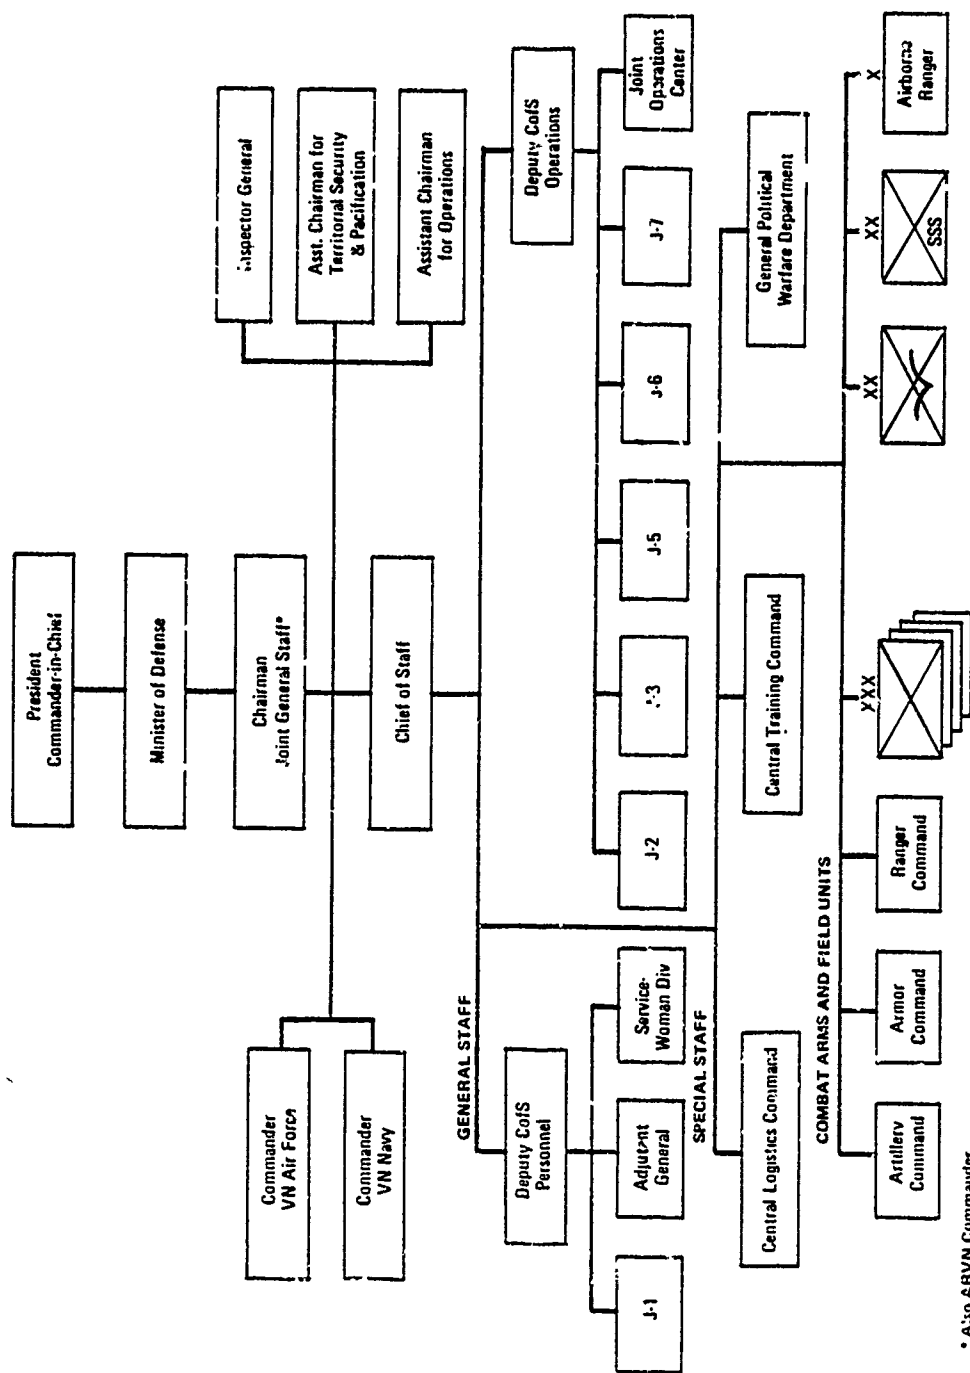 President
Commander-in-Chief
Minister of Defense
Chairman
Joint General Staff*
Commander
VN Air Force
Commander
VN Navy
Inspector General
Asst. Chairman for
Territorial Security
& Pacification
Assistant Chairman
for Operations
Chief of Staff
GENERAL STAFF
Deputy CofS
Personnel
Deputy CofS
Operations
J-1
Adjutant
General
Service-
Woman Div
J-2
J-3
J-5
J-6
J-7
Joint
Operations
Center
SPECIAL STAFF
Central Logistics Command
Central Training Command
General Political
Warfare Department
COMBAT ARMS AND FIELD UNITS
Artillery
Command
Armor
Command
Ranger
Command
XXX
XX
XX
SSS
X
Airborne
Ranger
* Also ARVN Commander